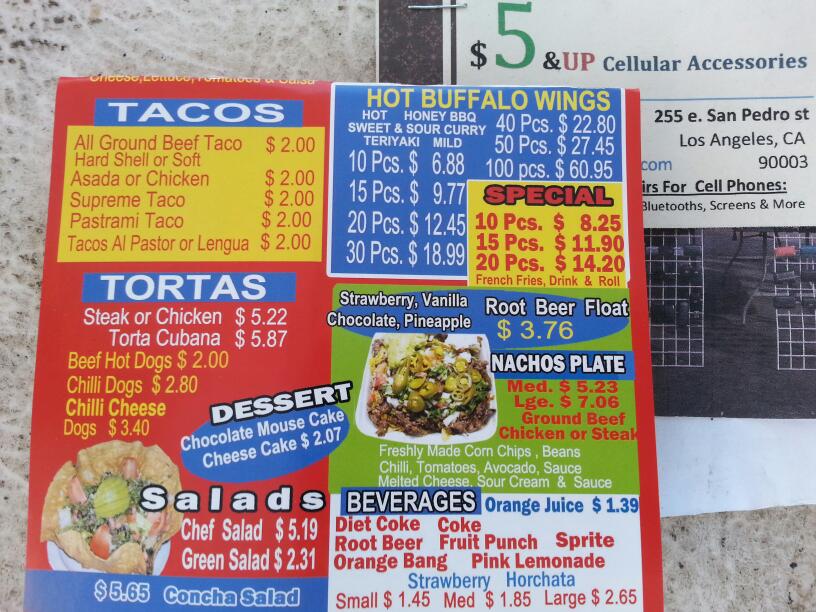 Cheese,Lettuce,Tomatoes & Salsa
TACOS
All Ground Beef Taco $ 2.00
Hard Shell or Soft
Asada or Chicken $ 2.00
Supreme Taco $ 2.00
Pastrami Taco $ 2.00
Tacos Al Pastor or Lengua $ 2.00
TORTAS
Steak or Chicken $ 5.22
Torta Cubana $ 5.87
Beef Hot Dogs $ 2.00
Chilli Dogs $ 2.80
Chilli Cheese
Dogs $ 3.40
DESSERT
Chocolate Mouse Cake
Cheese Cake $ 2.07
Salads
Chef Salad $ 5.19
Green Salad $ 2.31
$ 5.65 Concha Salad
HOT BUFFALO WINGS
HOT HONEY BBQ
SWEET & SOUR CURRY
TERIYAKI MILD
10 Pcs. $ 6.88
15 Pcs. $ 9.77
20 Pcs. $ 12.45
30 Pcs. $ 18.99
40 Pcs. $ 22.80
50 Pcs. $ 27.45
100 pcs. $ 60.95
SPECIAL
10 Pcs. $ 8.25
15 Pcs. $ 11.90
20 Pcs. $ 14.20
French Fries, Drink & Roll
Strawberry, Vanilla
Chocolate, Pineapple
Root Beer Float
$ 3.76
NACHOS PLATE
Med. $ 5.23
Lge. $ 7.06
Ground Beef
Chicken or Steak
Freshly Made Corn Chips , Beans
Chilli, Tomatoes, Avocado, Sauce
Melted Cheese, Sour Cream & Sauce
BEVERAGES Orange Juice $ 1.39
Diet Coke Coke
Root Beer Fruit Punch Sprite
Orange Bang Pink Lemonade
Strawberry Horchata
Small $ 1.45 Med $ 1.85 Large $ 2.65
$5 &UP Cellular Accessories
255 e. San Pedro st
Los Angeles, CA
.com 90003
irs For Cell Phones:
Bluetooths, Screens & More